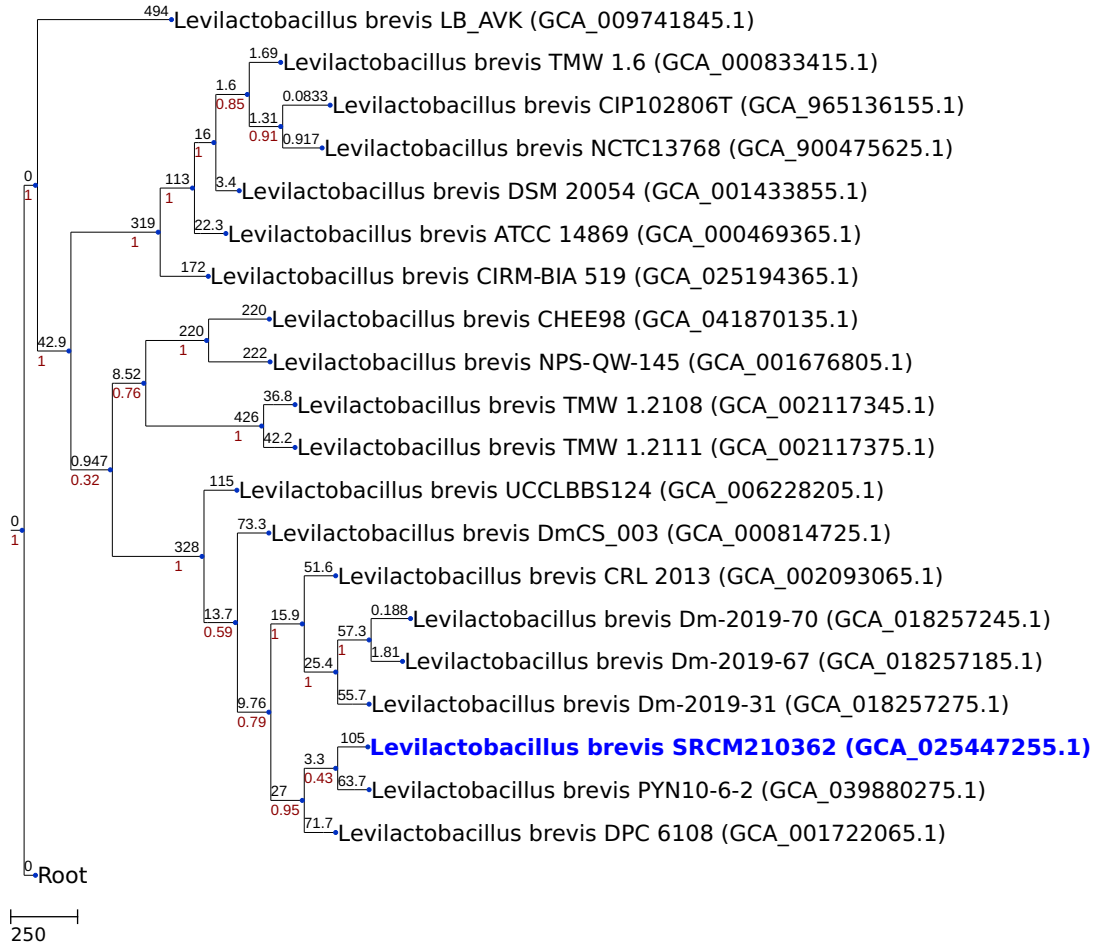 494 Levilactobacillus brevis LB_AVK (GCA_009741845.1)
1.69 Levilactobacillus brevis TMW 1.6 (GCA_000833415.1)
1.6
0.85
0.0833 Levilactobacillus brevis CIP102806T (GCA_965136155.1)
1.31
0.91
0.917 Levilactobacillus brevis NCTC13768 (GCA_900475625.1)
16
1
3.4 Levilactobacillus brevis DSM 20054 (GCA_001433855.1)
0
1
113
1
22.3 Levilactobacillus brevis ATCC 14869 (GCA_000469365.1)
319
1
172 Levilactobacillus brevis CIRM-BIA 519 (GCA_025194365.1)
220 Levilactobacillus brevis CHEE98 (GCA_041870135.1)
220
1
42.9
1
222 Levilactobacillus brevis NPS-QW-145 (GCA_001676805.1)
8.52
0.76
36.8 Levilactobacillus brevis TMW 1.2108 (GCA_002117345.1)
426
1
42.2 Levilactobacillus brevis TMW 1.2111 (GCA_002117375.1)
0.947
0.32
115 Levilactobacillus brevis UCCLBBS124 (GCA_006228205.1)
0
1
73.3 Levilactobacillus brevis DmCS_003 (GCA_000814725.1)
328
1
51.6 Levilactobacillus brevis CRL 2013 (GCA_002093065.1)
13.7
0.59
15.9
1
0.188 Levilactobacillus brevis Dm-2019-70 (GCA_018257245.1)
57.3
1
1.81 Levilactobacillus brevis Dm-2019-67 (GCA_018257185.1)
25.4
1
55.7 Levilactobacillus brevis Dm-2019-31 (GCA_018257275.1)
9.76
0.79
105 Levilactobacillus brevis SRCM210362 (GCA_025447255.1)
3.3
0.43
63.7 Levilactobacillus brevis PYN10-6-2 (GCA_039880275.1)
27
0.95
71.7 Levilactobacillus brevis DPC 6108 (GCA_001722065.1)
0 Root
250